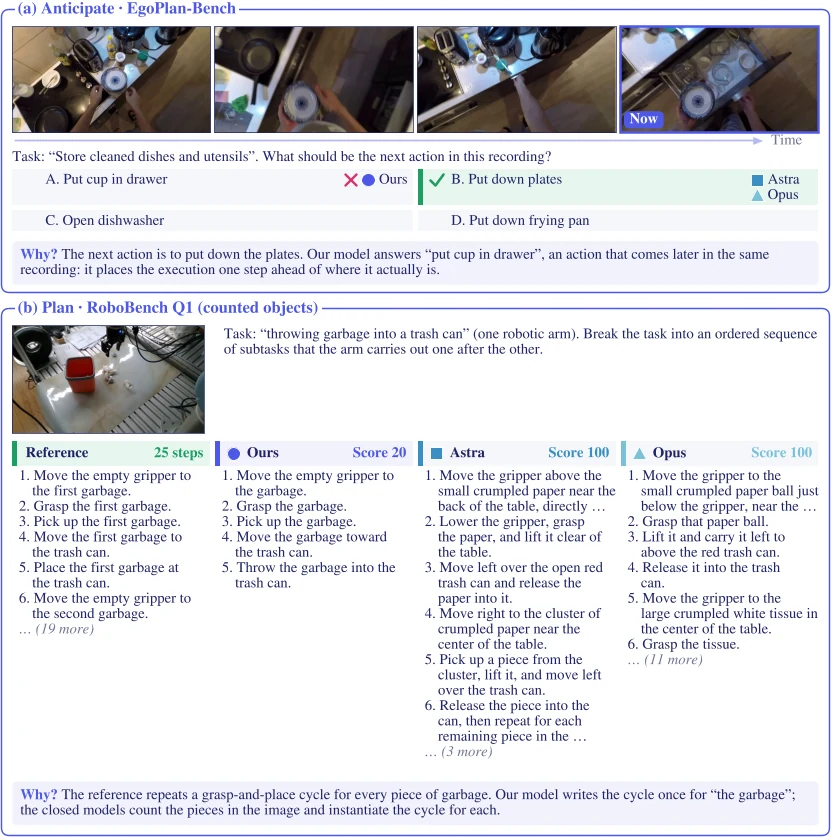 (a) Anticipate · EgoPlan-Bench
Now
Time
Task: “Store cleaned dishes and utensils”. What should be the next action in this recording?
A. Put cup in drawer
Ours
B. Put down plates
Astra
Opus
C. Open dishwasher
D. Put down frying pan
Why? The next action is to put down the plates. Our model answers “put cup in drawer”, an action that comes later in the same
recording: it places the execution one step ahead of where it actually is.
(b) Plan · RoboBench Q1 (counted objects)
Task: “throwing garbage into a trash can” (one robotic arm). Break the task into an ordered sequence
of subtasks that the arm carries out one after the other.
Reference 25 steps
1. Move the empty gripper to
the first garbage.
2. Grasp the first garbage.
3. Pick up the first garbage.
4. Move the first garbage to
the trash can.
5. Place the first garbage at
the trash can.
6. Move the empty gripper to
the second garbage.
… (19 more)
Ours Score 20
1. Move the empty gripper to
the garbage.
2. Grasp the garbage.
3. Pick up the garbage.
4. Move the garbage toward
the trash can.
5. Throw the garbage into the
trash can.
Astra Score 100
1. Move the gripper above the
small crumpled paper near the
back of the table, directly …
2. Lower the gripper, grasp
the paper, and lift it clear of
the table.
3. Move left over the open red
trash can and release the
paper into it.
4. Move right to the cluster of
crumpled paper near the
center of the table.
5. Pick up a piece from the
cluster, lift it, and move left
over the trash can.
6. Release the piece into the
can, then repeat for each
remaining piece in the …
… (3 more)
Opus Score 100
1. Move the gripper to the
small crumpled paper ball just
below the gripper, near the …
2. Grasp that paper ball.
3. Lift it and carry it left to
above the red trash can.
4. Release it into the trash
can.
5. Move the gripper to the
large crumpled white tissue in
the center of the table.
6. Grasp the tissue.
… (11 more)
Why? The reference repeats a grasp-and-place cycle for every piece of garbage. Our model writes the cycle once for “the garbage”;
the closed models count the pieces in the image and instantiate the cycle for each.